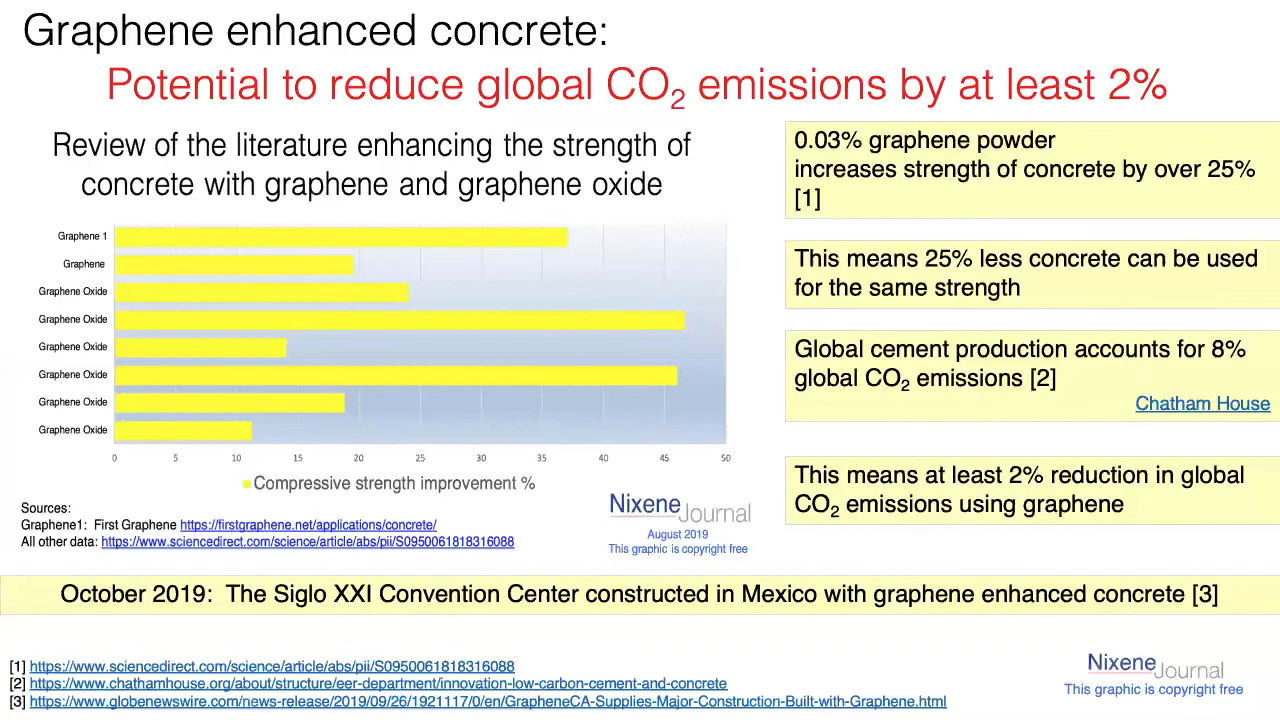 Graphene enhanced concrete:
Potential to reduce global CO₂ emissions by at least 2%
Review of the literature enhancing the strength of
concrete with graphene and graphene oxide
Graphene 1
Graphene
Graphene Oxide
Graphene Oxide
Graphene Oxide
Graphene Oxide
Graphene Oxide
Graphene Oxide
0 5 10 15 20 25 30 35 40 45 50
Compressive strength improvement %
Sources:
Graphene1: First Graphene https://firstgraphene.net/applications/concrete/
All other data: https://www.sciencedirect.com/science/article/abs/pii/S0950061818316088
Nixene
Journal
August 2019
This graphic is copyright free
0.03% graphene powder
increases strength of concrete by over 25%
[1]
This means 25% less concrete can be used
for the same strength
Global cement production accounts for 8%
global CO₂ emissions [2]
Chatham House
This means at least 2% reduction in global
CO₂ emissions using graphene
October 2019: The Siglo XXI Convention Center constructed in Mexico with graphene enhanced concrete [3]
[1] https://www.sciencedirect.com/science/article/abs/pii/S0950061818316088
[2] https://www.chathamhouse.org/about/structure/eer-department/innovation-low-carbon-cement-and-concrete
[3] https://www.globenewswire.com/news-release/2019/09/26/1921117/0/en/GrapheneCA-Supplies-Major-Construction-Built-with-Graphene.html
Nixene
Journal
This graphic is copyright free